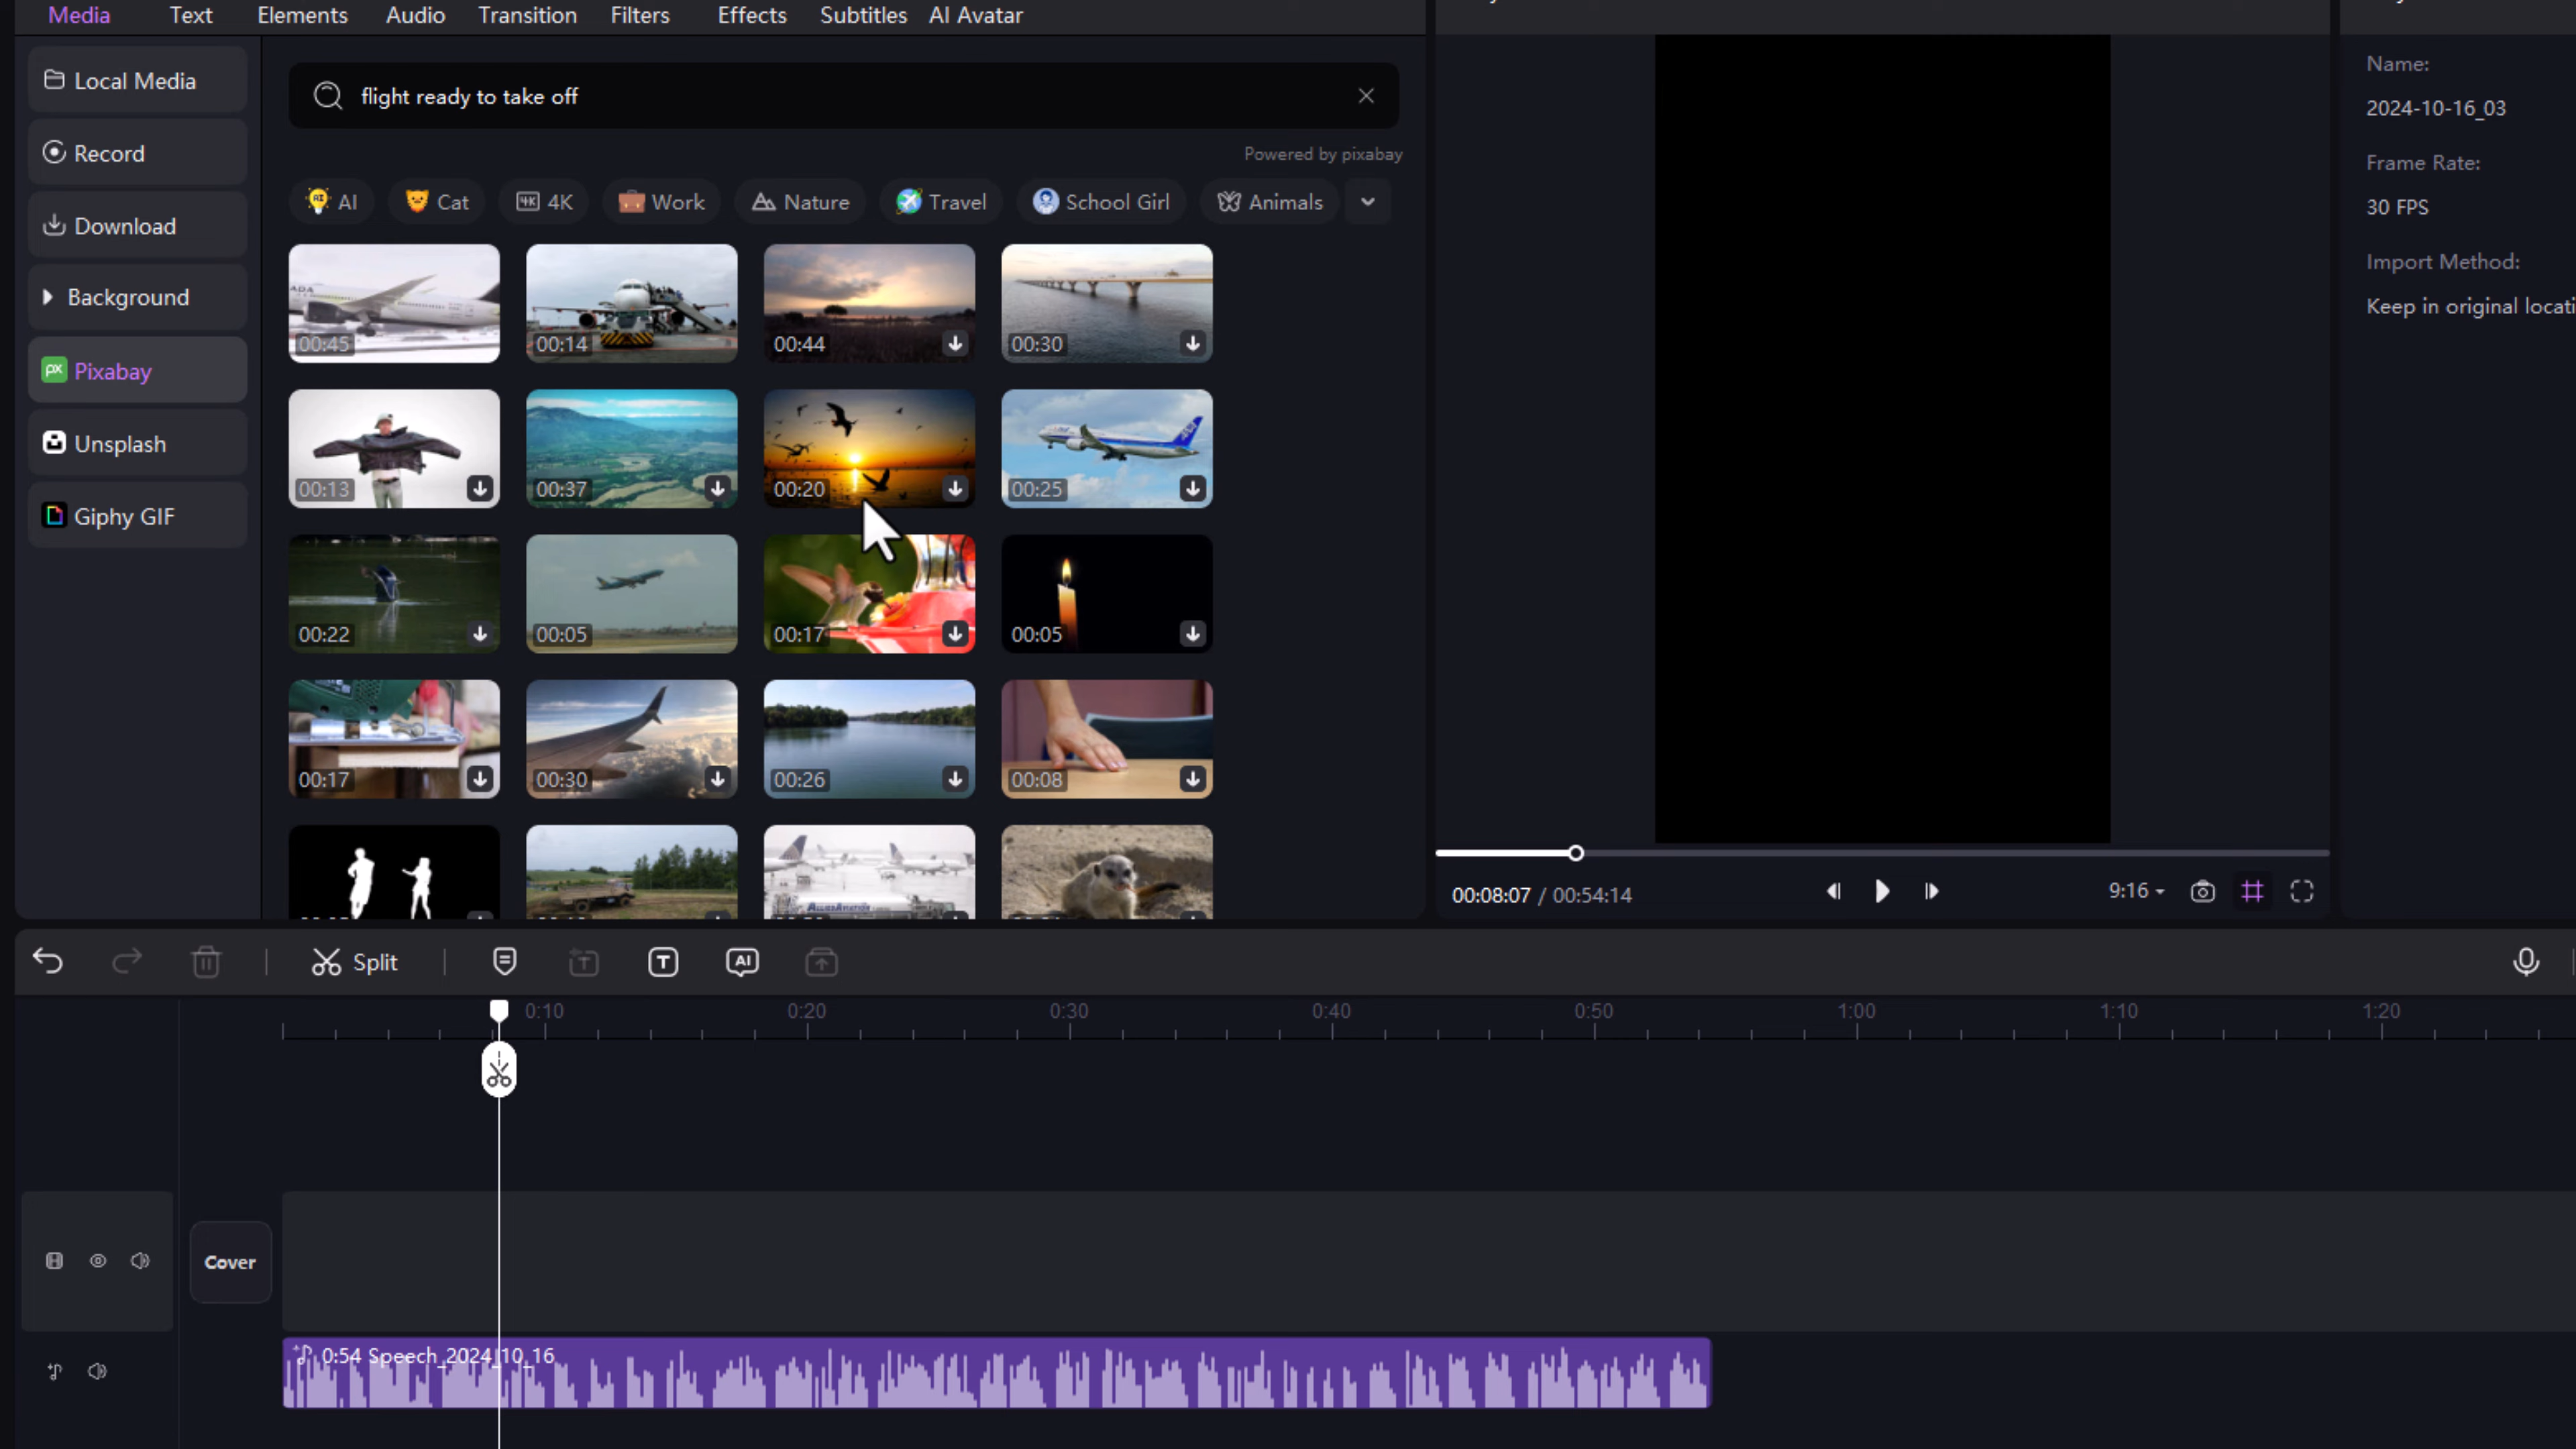 Media Text Elements Audio Transition Filters Effects Subtitles AI Avatar
Local Media
Record
Download
Background
Pixabay
Unsplash
Giphy GIF
flight ready to take off
Powered by pixabay
AI Cat 4K Work Nature Travel School Girl Animals
00:45 00:14 00:44 00:30
00:13 00:37 00:20 00:25
00:22 00:05 00:17 00:05
00:17 00:30 00:26 00:08
Name:
2024-10-16_03
Frame Rate:
30 FPS
Import Method:
Keep in original locati
00:08:07 / 00:54:14
9:16
Split
0:10 0:20 0:30 0:40 0:50 1:00 1:10 1:20
Cover
0:54 Speech_2024_10_16